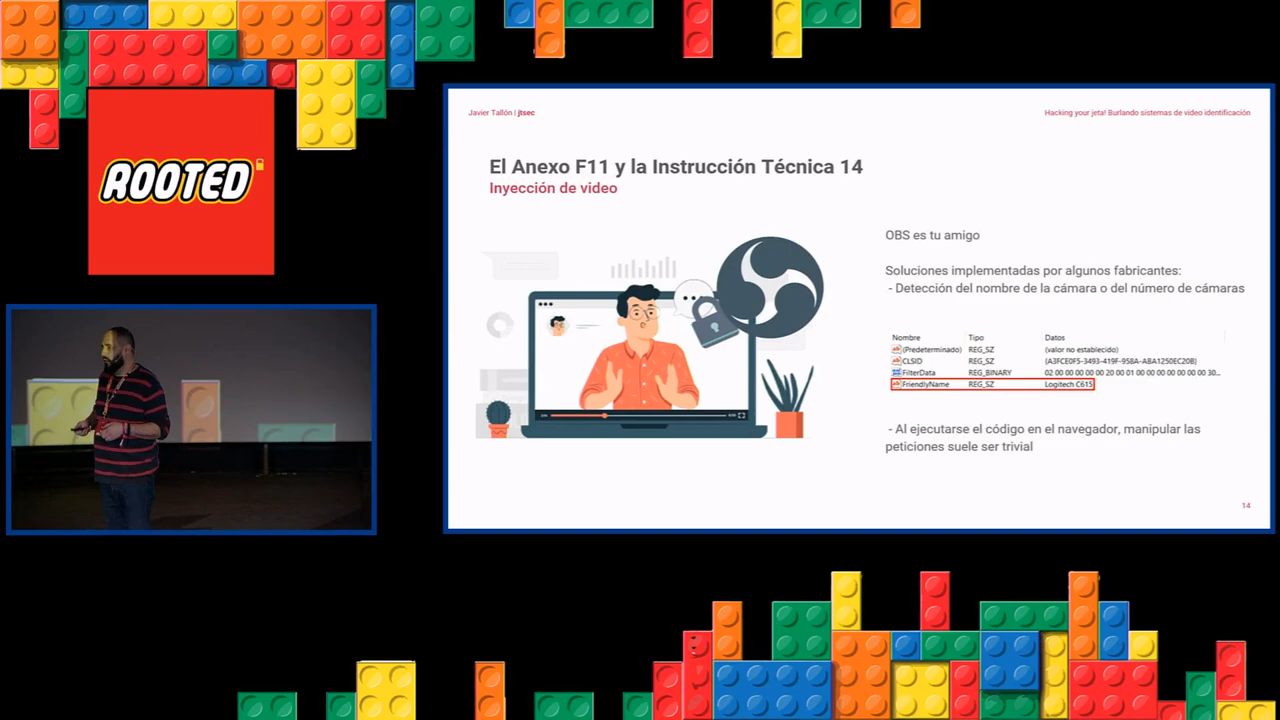 ROOTED
Javier Tallón | jtsec
Hacking your jeta! Burlando sistemas de video identificación
El Anexo F11 y la Instrucción Técnica 14
Inyección de video
OBS es tu amigo
Soluciones implementadas por algunos fabricantes:
- Detección del nombre de la cámara o del número de cámaras
Nombre Tipo Datos
(Predeterminado) REG_SZ (valor no establecido)
CLSID REG_SZ {A3FCE0F5-3493-419F-958A-ABA1250EC20B}
FilterData REG_BINARY 02 00 00 00 00 00 20 00 01 00 00 00 00 00 00 00 30...
FriendlyName REG_SZ Logitech C615
- Al ejecutarse el código en el navegador, manipular las
peticiones suele ser trivial
14